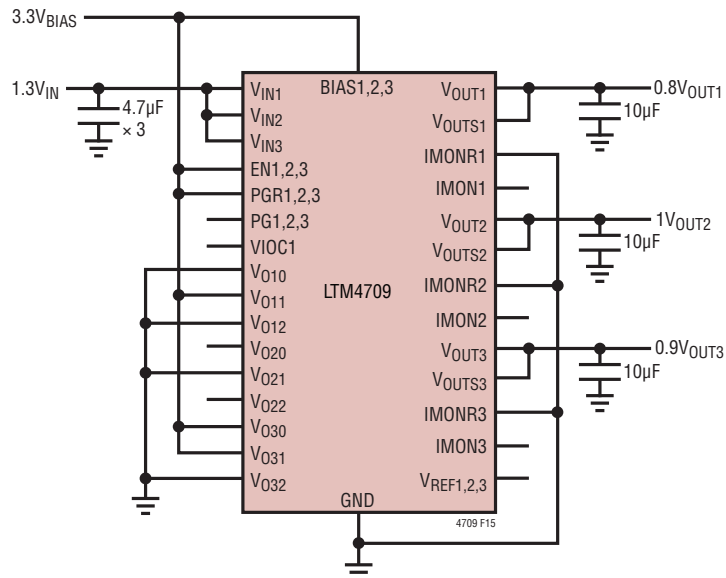 3.3VBIAS
1.3VIN
4.7µF
× 3
BIAS1,2,3
VIN1
VIN2
VIN3
EN1,2,3
PGR1,2,3
PG1,2,3
VIOC1
VO10
VO11
VO12
VO20
VO21
VO22
VO30
VO31
VO32
LTM4709
GND
VOUT1
VOUTS1
IMONR1
IMON1
VOUT2
VOUTS2
IMONR2
IMON2
VOUT3
VOUTS3
IMONR3
IMON3
VREF1,2,3
0.8VOUT1
10µF
1VOUT2
10µF
0.9VOUT3
10µF
4709 F15